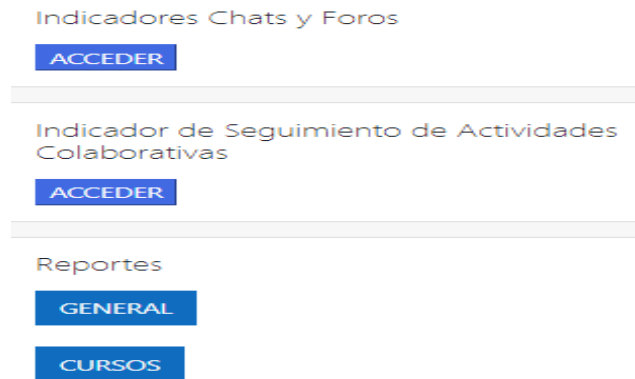 Indicadores Chats y Foros
ACCEDER
Indicador de Seguimiento de Actividades
Colaborativas
ACCEDER
Reportes
GENERAL
CURSOS